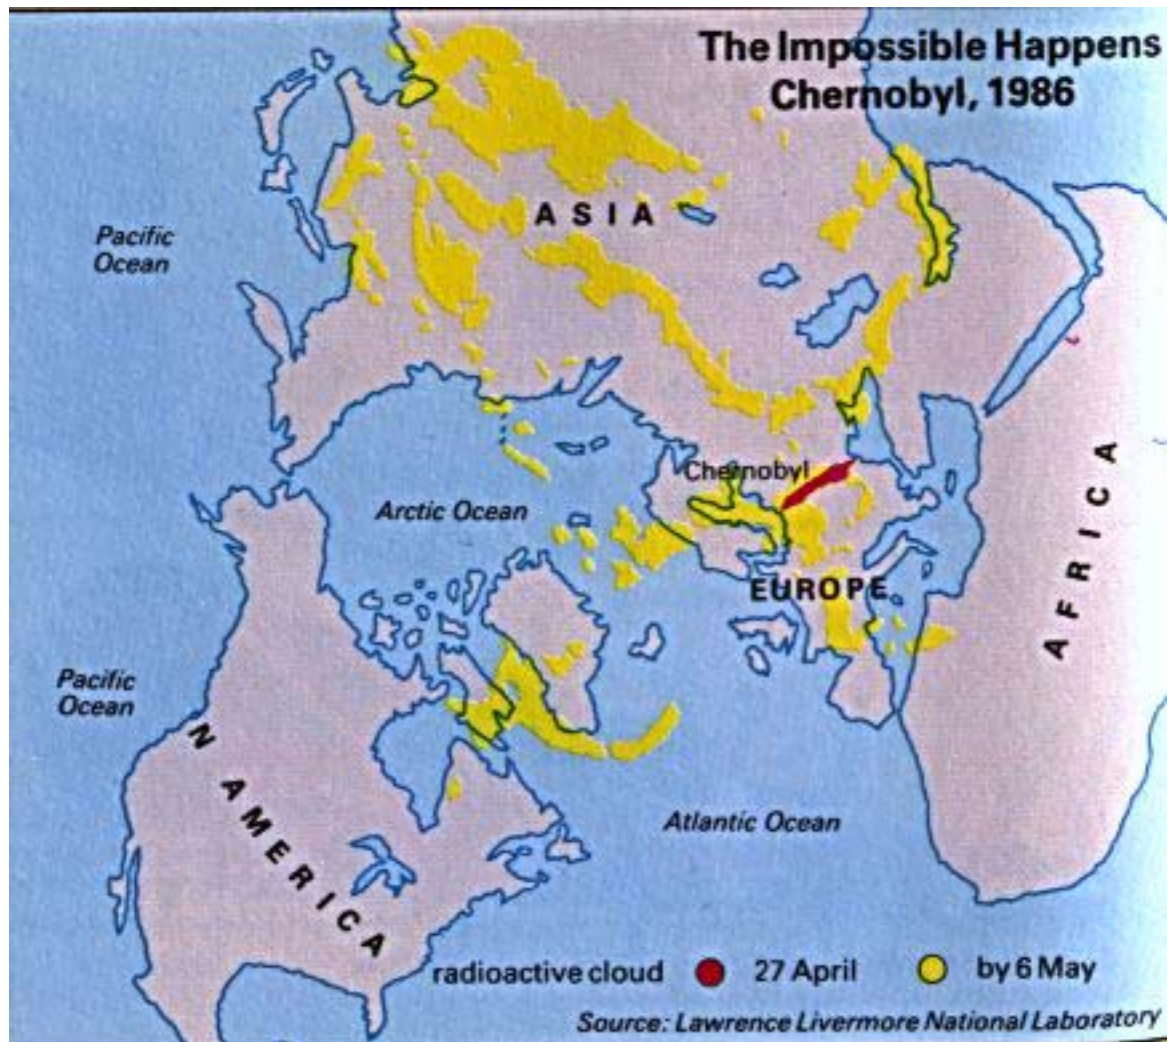 The Impossible Happens
Chernobyl, 1986
ASIA
Pacific
Ocean
Chernobyl
Arctic Ocean
AFRICA
EUROPE
Pacific
Ocean
N AMERICA
Atlantic Ocean
radioactive cloud 27 April by 6 May
Source: Lawrence Livermore National Laboratory